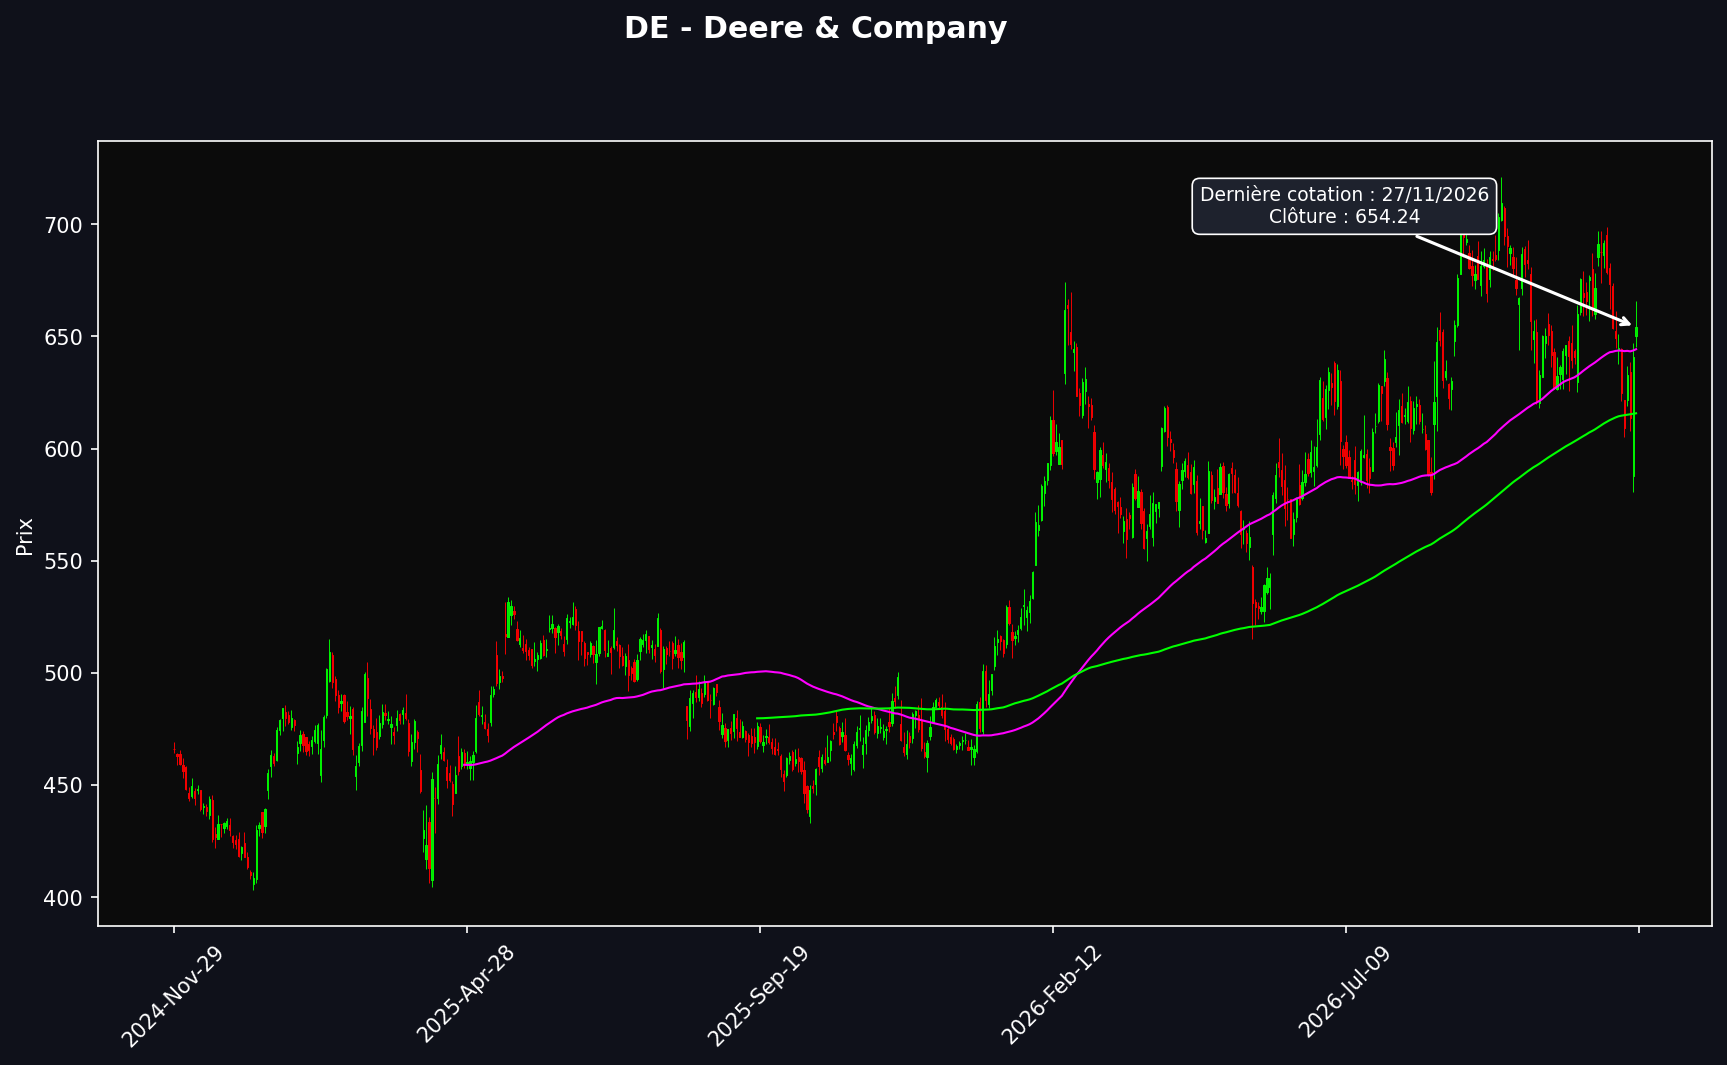 DE - Deere & Company
Dernière cotation : 27/11/2026
Clôture : 654.24
Prix
700
650
600
550
500
450
400
2024-Nov-29
2025-Apr-28
2025-Sep-19
2026-Feb-12
2026-Jul-09